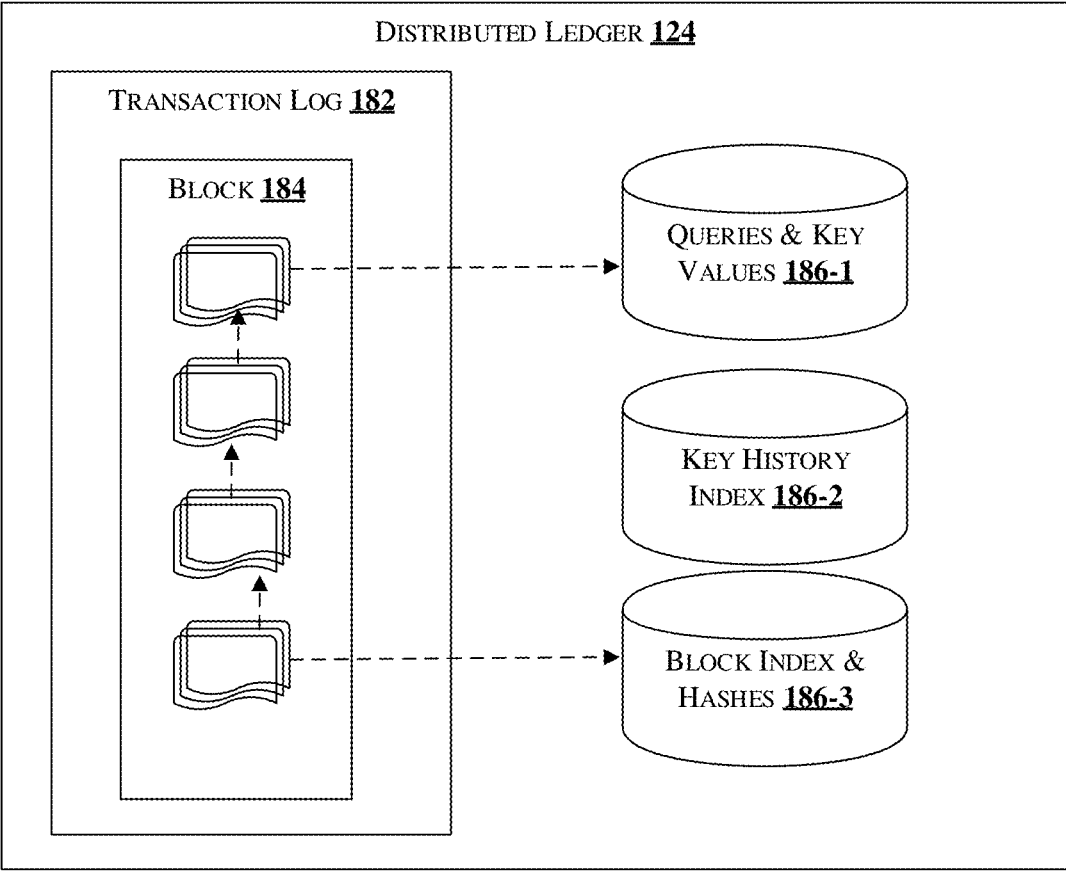 DISTRIBUTED LEDGER 124
TRANSACTION LOG 182
BLOCK 184
QUERIES & KEY
VALUES 186-1
KEY HISTORY
INDEX 186-2
BLOCK INDEX &
HASHES 186-3